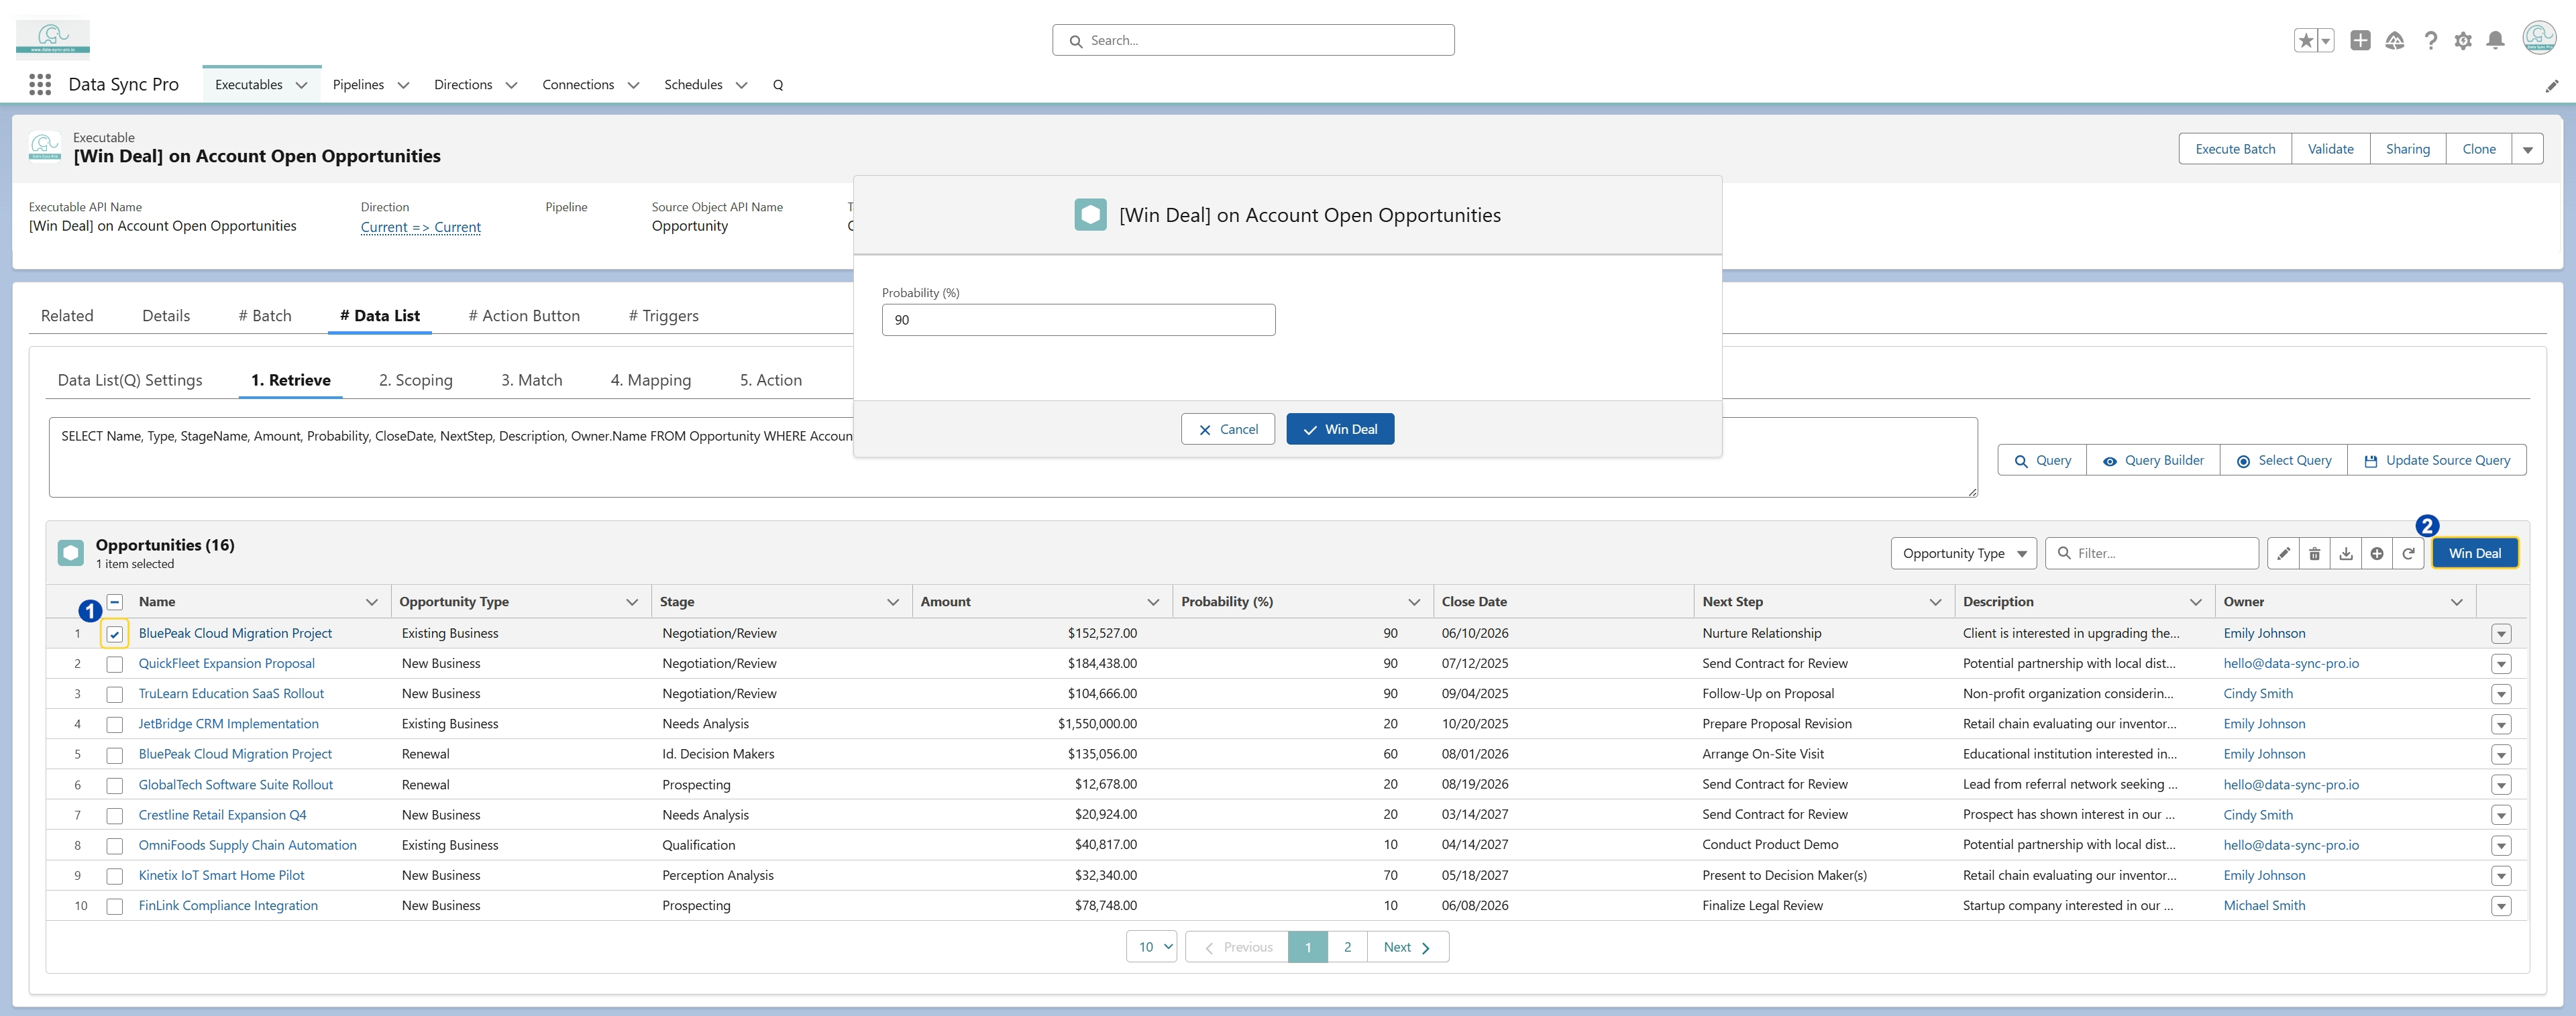 www.data-sync-pro.io
Search...
Data Sync Pro
Executables
Pipelines
Directions
Connections
Schedules
Q
Executable
[Win Deal] on Account Open Opportunities
Execute Batch
Validate
Sharing
Clone
Executable API Name
Direction
Pipeline
Source Object API Name
[Win Deal] on Account Open Opportunities
Current => Current
Opportunity
[Win Deal] on Account Open Opportunities
Probability (%)
90
Cancel
Win Deal
Related
Details
# Batch
# Data List
# Action Button
# Triggers
Data List(Q) Settings
1. Retrieve
2. Scoping
3. Match
4. Mapping
5. Action
SELECT Name, Type, StageName, Amount, Probability, CloseDate, NextStep, Description, Owner.Name FROM Opportunity WHERE Accoun
Query
Query Builder
Select Query
Update Source Query
Opportunities (16)
1 item selected
Opportunity Type
Filter...
2
Win Deal
1
Name Opportunity Type Stage Amount Probability (%) Close Date Next Step Description Owner
1 BluePeak Cloud Migration Project Existing Business Negotiation/Review $152,527.00 90 06/10/2026 Nurture Relationship Client is interested in upgrading the... Emily Johnson
2 QuickFleet Expansion Proposal New Business Negotiation/Review $184,438.00 90 07/12/2025 Send Contract for Review Potential partnership with local dist... hello@data-sync-pro.io
3 TruLearn Education SaaS Rollout New Business Negotiation/Review $104,666.00 90 09/04/2025 Follow-Up on Proposal Non-profit organization considerin... Cindy Smith
4 JetBridge CRM Implementation Existing Business Needs Analysis $1,550,000.00 20 10/20/2025 Prepare Proposal Revision Retail chain evaluating our inventor... Emily Johnson
5 BluePeak Cloud Migration Project Renewal Id. Decision Makers $135,056.00 60 08/01/2026 Arrange On-Site Visit Educational institution interested in... Emily Johnson
6 GlobalTech Software Suite Rollout Renewal Prospecting $12,678.00 20 08/19/2026 Send Contract for Review Lead from referral network seeking ... hello@data-sync-pro.io
7 Crestline Retail Expansion Q4 New Business Needs Analysis $20,924.00 20 03/14/2027 Send Contract for Review Prospect has shown interest in our ... Cindy Smith
8 OmniFoods Supply Chain Automation Existing Business Qualification $40,817.00 10 04/14/2027 Conduct Product Demo Potential partnership with local dist... hello@data-sync-pro.io
9 Kinetix IoT Smart Home Pilot New Business Perception Analysis $32,340.00 70 05/18/2027 Present to Decision Maker(s) Retail chain evaluating our inventor... Emily Johnson
10 FinLink Compliance Integration New Business Prospecting $78,748.00 10 06/08/2026 Finalize Legal Review Startup company interested in our ... Michael Smith
10
Previous
1
2
Next